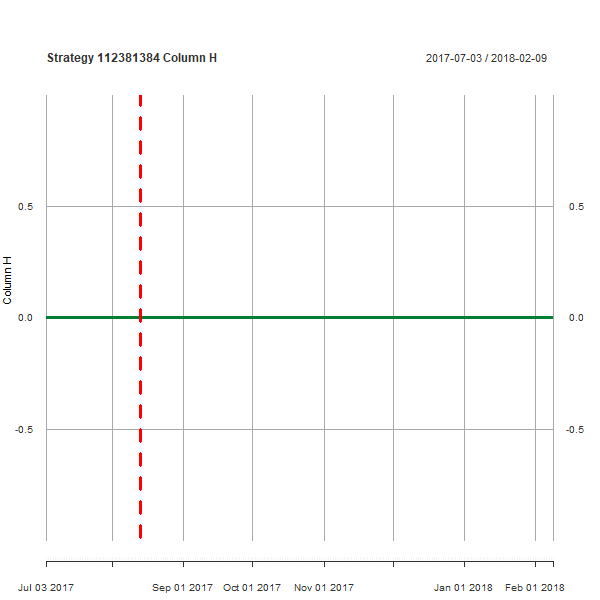 Strategy 112381384 Column H
2017-07-03 / 2018-02-09
0.5
0.5
Column H
0.0
0.0
-0.5
-0.5
Jul 03 2017
Sep 01 2017
Oct 01 2017
Nov 01 2017
Jan 01 2018
Feb 01 2018